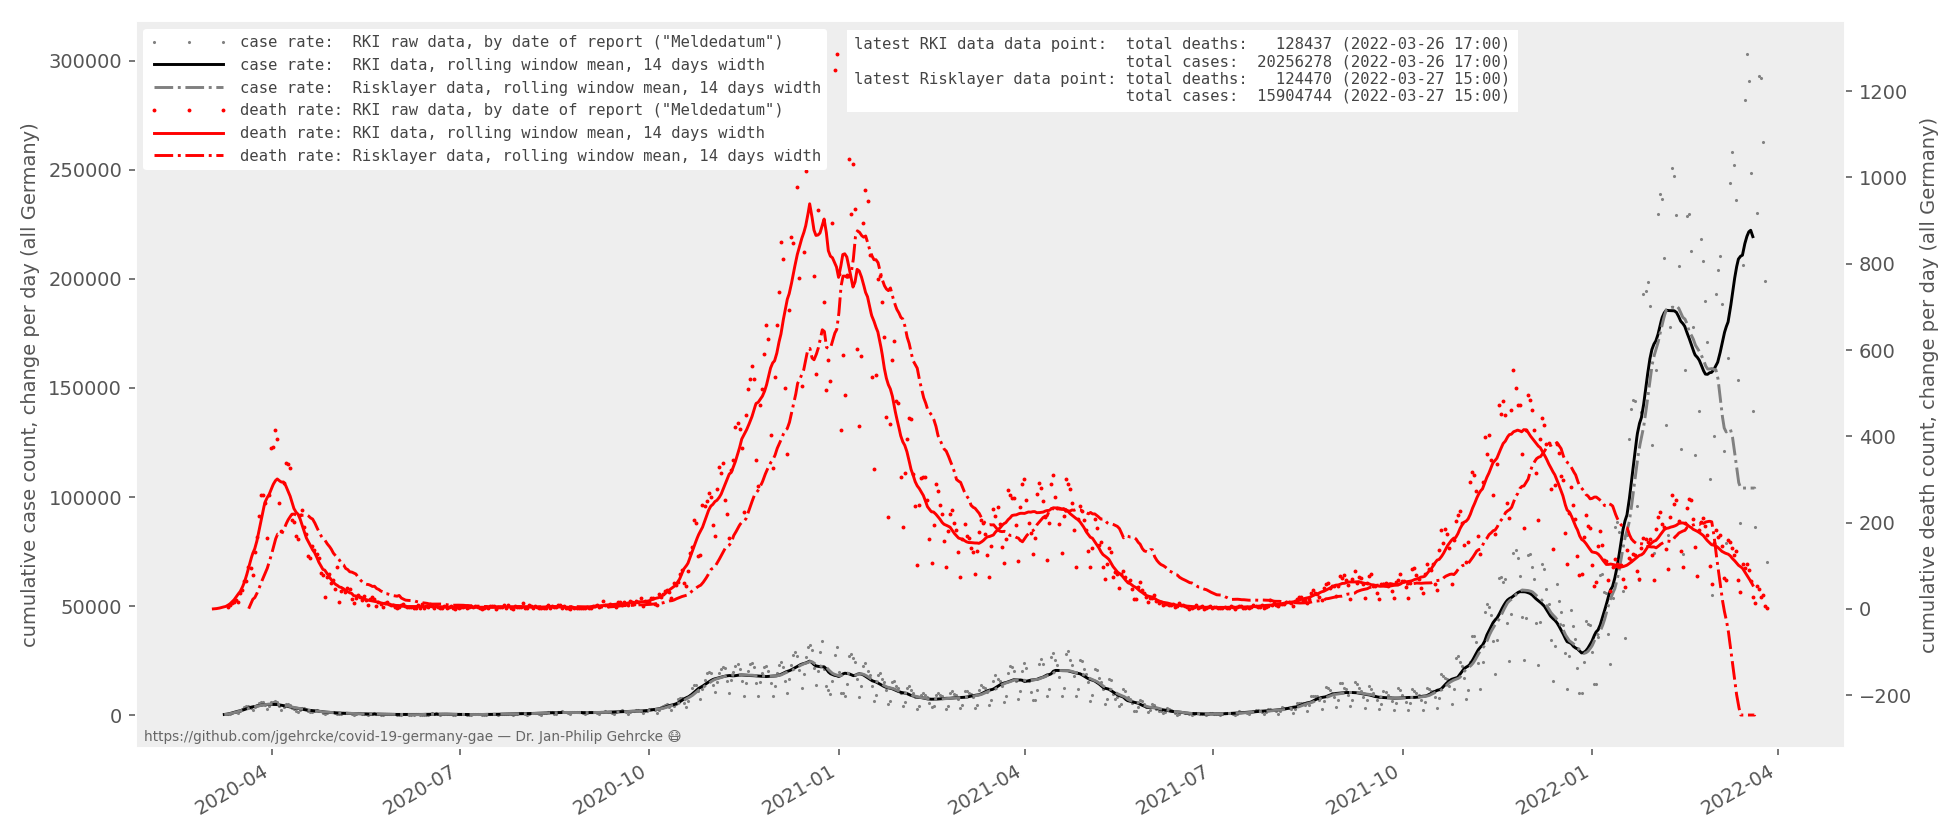 case rate:  RKI raw data, by date of report ("Meldedatum")
case rate:  RKI data, rolling window mean, 14 days width
case rate:  Risklayer data, rolling window mean, 14 days width
death rate: RKI raw data, by date of report ("Meldedatum")
death rate: RKI data, rolling window mean, 14 days width
death rate: Risklayer data, rolling window mean, 14 days width
latest RKI data data point:  total deaths:   128437 (2022-03-26 17:00)
total cases:  20256278 (2022-03-26 17:00)
latest Risklayer data point: total deaths:   124470 (2022-03-27 15:00)
total cases:  15904744 (2022-03-27 15:00)
cumulative case count, change per day (all Germany)
300000
250000
200000
150000
100000
50000
0
1200
1000
800
600
400
200
0
−200
cumulative death count, change per day (all Germany)
https://github.com/jgehrcke/covid-19-germany-gae — Dr. Jan-Philip Gehrcke 😷
2020-04
2020-07
2020-10
2021-01
2021-04
2021-07
2021-10
2022-01
2022-04